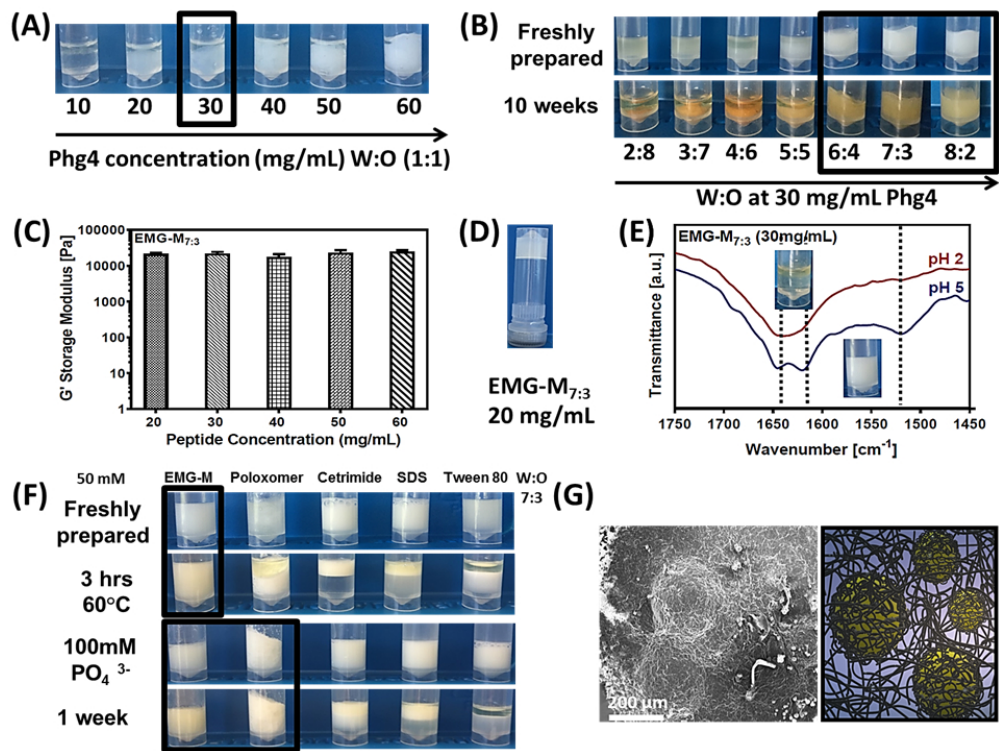 (A)
10 20 30 40 50 60
Phg4 concentration (mg/mL) W:O (1:1)
(B)
Freshly
prepared
10 weeks
2:8 3:7 4:6 5:5 6:4 7:3 8:2
W:O at 30 mg/mL Phg4
(C)
EMG-M7:3
G' Storage Modulus [Pa]
100000
10000
1000
100
10
1
20 30 40 50 60
Peptide Concentration (mg/mL)
(D)
EMG-M7:3
20 mg/mL
(E)
EMG-M7:3 (30mg/mL)
pH 2
pH 5
Transmittance [a.u.]
1750 1700 1650 1600 1550 1500 1450
Wavenumber [cm-1]
(F)
50 mM EMG-M Poloxomer Cetrimide SDS Tween 80 W:O
7:3
Freshly
prepared
3 hrs
60°C
100mM
PO4 3-
1 week
(G)
200 µm